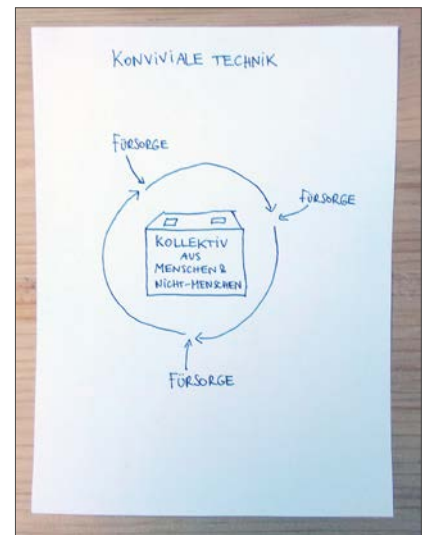 KONVIVIALE TECHNIK
FÜRSORGE
FÜRSORGE
KOLLEKTIV
AUS
MENSCHEN &
NICHT-MENSCHEN
FÜRSORGE